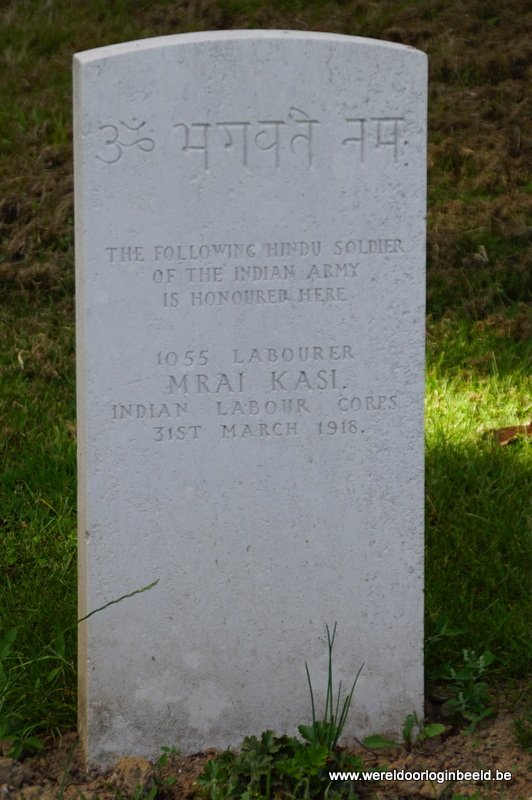 ॐ भगवते नमः
THE FOLLOWING HINDU SOLDIER
OF THE INDIAN ARMY
IS HONOURED HERE
1055 LABOURER
MRAI KASI.
INDIAN LABOUR CORPS
31ST MARCH 1918.
www.wereldoorloginbeeld.be